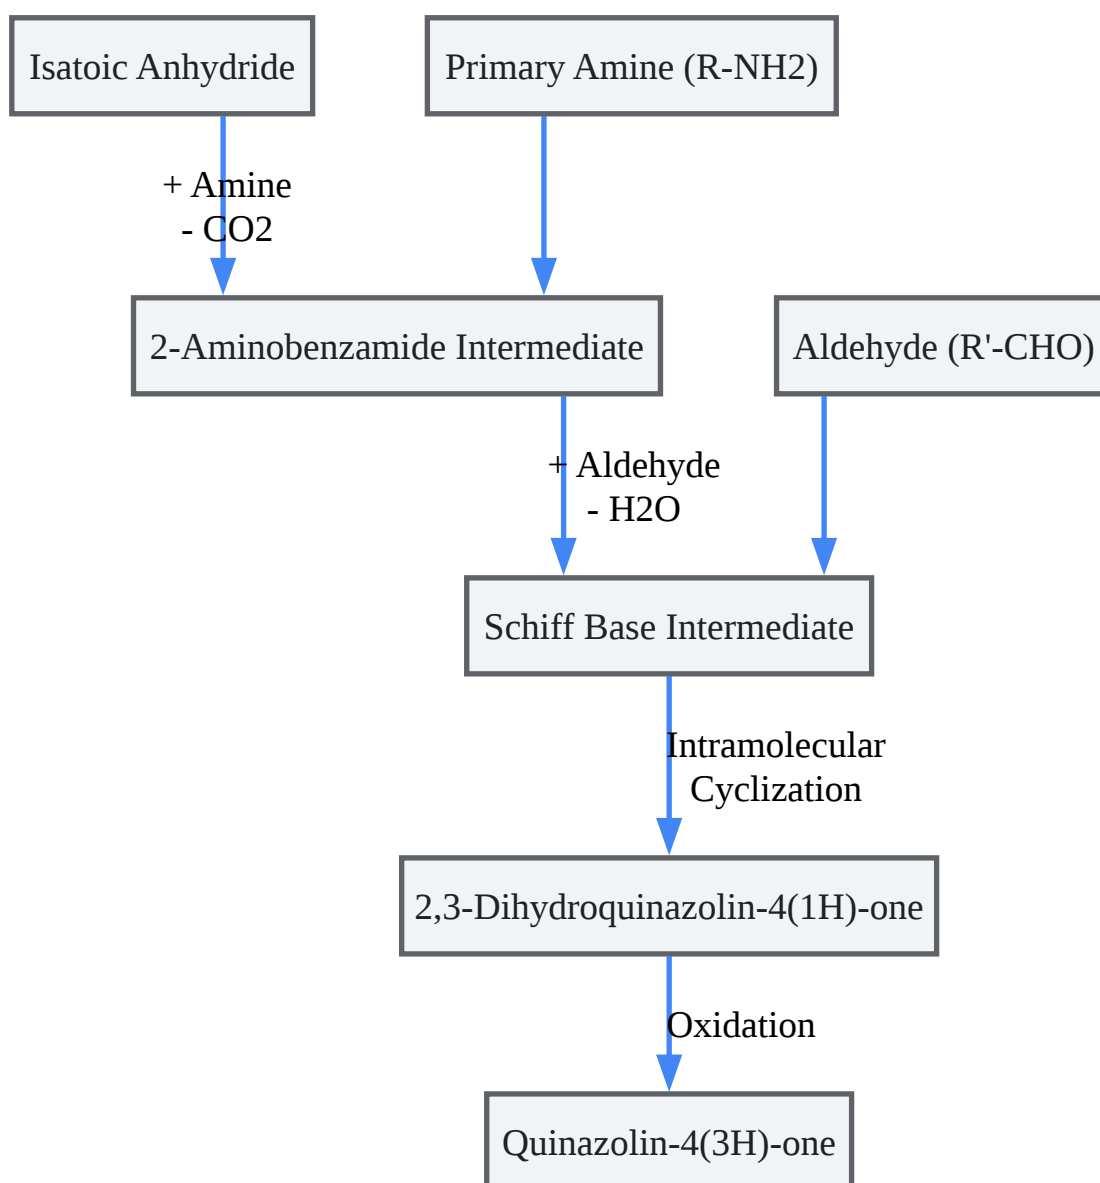 Isatoic Anhydride
Primary Amine (R-NH2)
+ Amine
- CO2
2-Aminobenzamide Intermediate
Aldehyde (R'-CHO)
+ Aldehyde
- H2O
Schiff Base Intermediate
Intramolecular
Cyclization
2,3-Dihydroquinazolin-4(1H)-one
Oxidation
Quinazolin-4(3H)-one